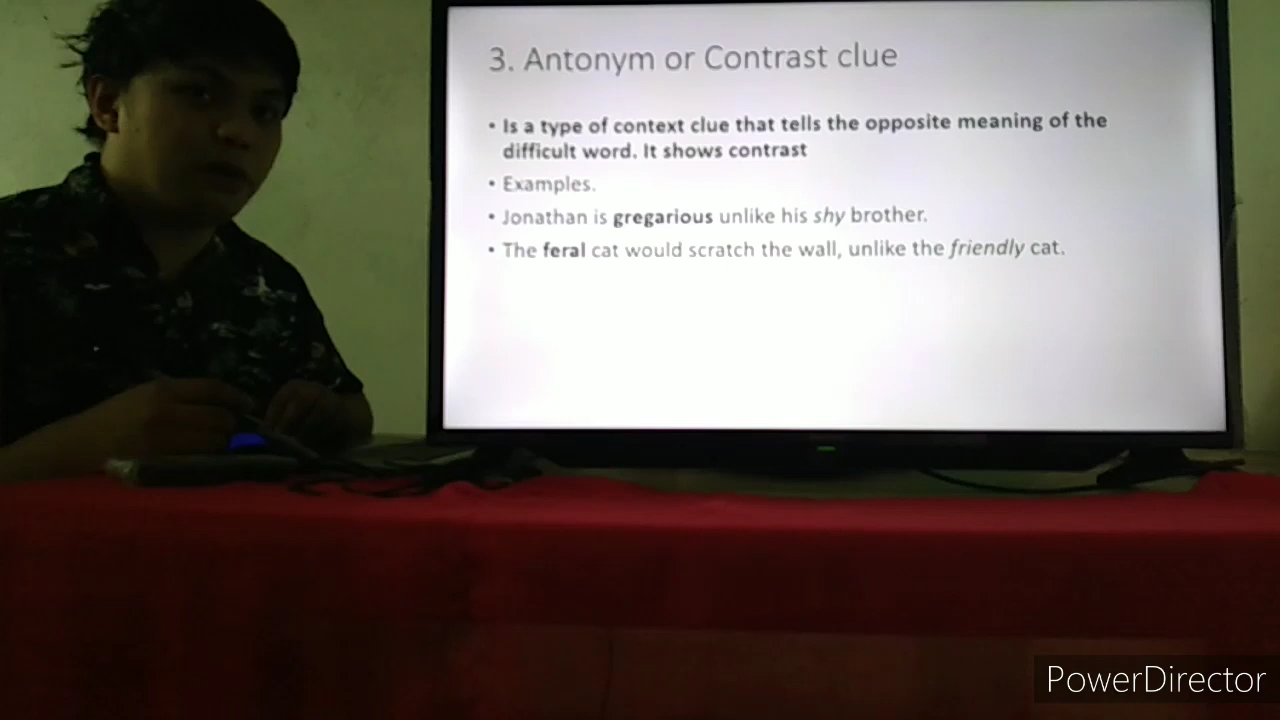 3. Antonym or Contrast clue
• Is a type of context clue that tells the opposite meaning of the
difficult word. It shows contrast
• Examples.
• Jonathan is gregarious unlike his shy brother.
• The feral cat would scratch the wall, unlike the friendly cat.
PowerDirector